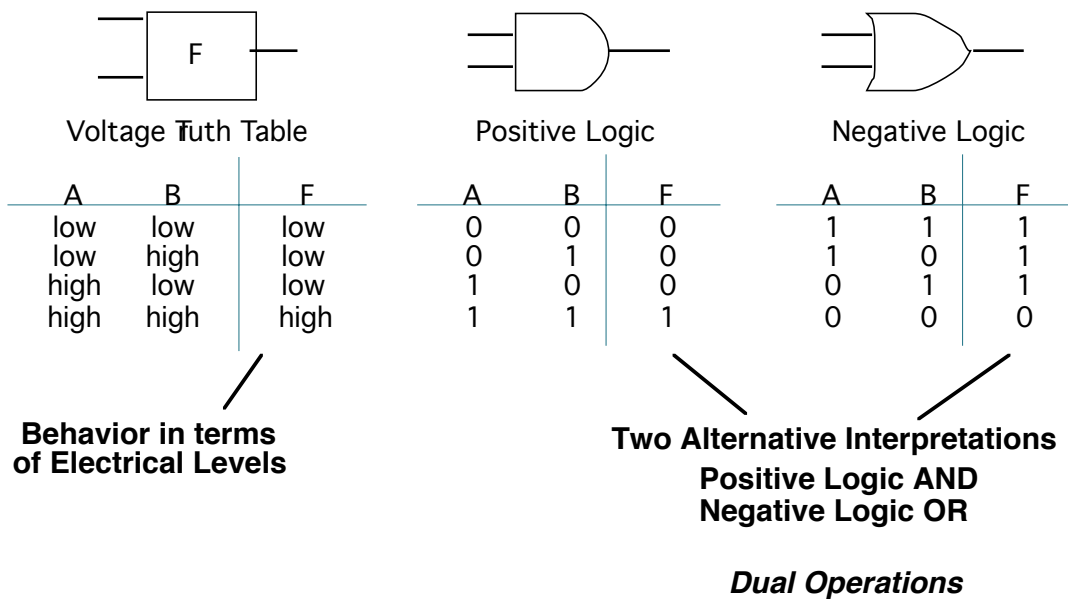 F
Voltage Tuth Table
Positive Logic
Negative Logic
A B F
low low low
low high low
high low low
high high high
A B F
0 0 0
0 1 0
1 0 0
1 1 1
A B F
1 1 1
1 0 1
0 1 1
0 0 0
Behavior in terms
of Electrical Levels
Two Alternative Interpretations
Positive Logic AND
Negative Logic OR
Dual Operations